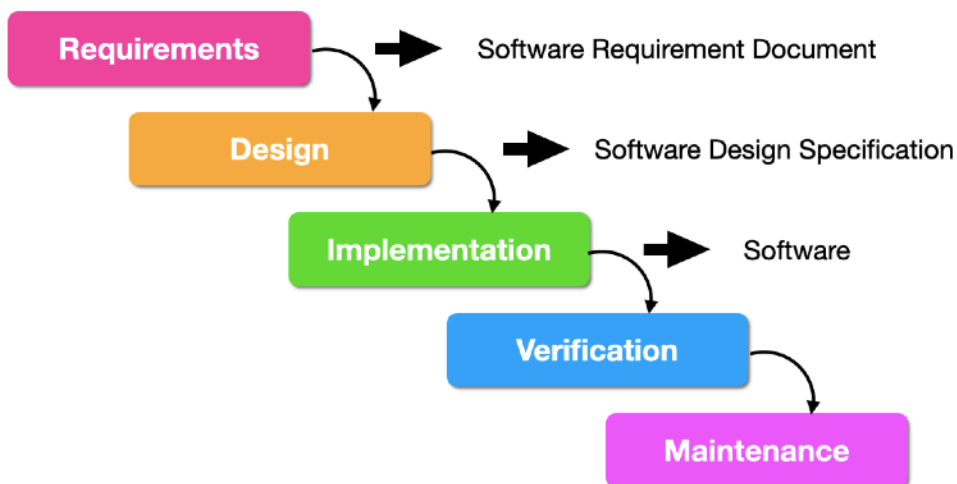 Requirements
Software Requirement Document
Design
Software Design Specification
Implementation
Software
Verification
Maintenance